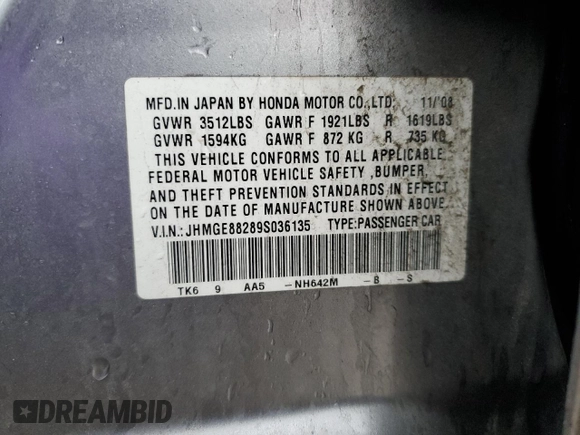 MFD.IN JAPAN BY HONDA MOTOR CO.,LTD. 11/'08
GVWR 3512LBS GAWR F 1921LBS R 1619LBS
GVWR 1594KG GAWR F 872 KG R 735 KG
THIS VEHICLE CONFORMS TO ALL APPLICABLE
FEDERAL MOTOR VEHICLE SAFETY ,BUMPER,
AND THEFT PREVENTION STANDARDS IN EFFECT
ON THE DATE OF MANUFACTURE SHOWN ABOVE.
V.I.N.: JHMGE88289S036135 TYPE:PASSENGER CAR
TK6 9 AA5 -NH642M -B -S
DREAMBID